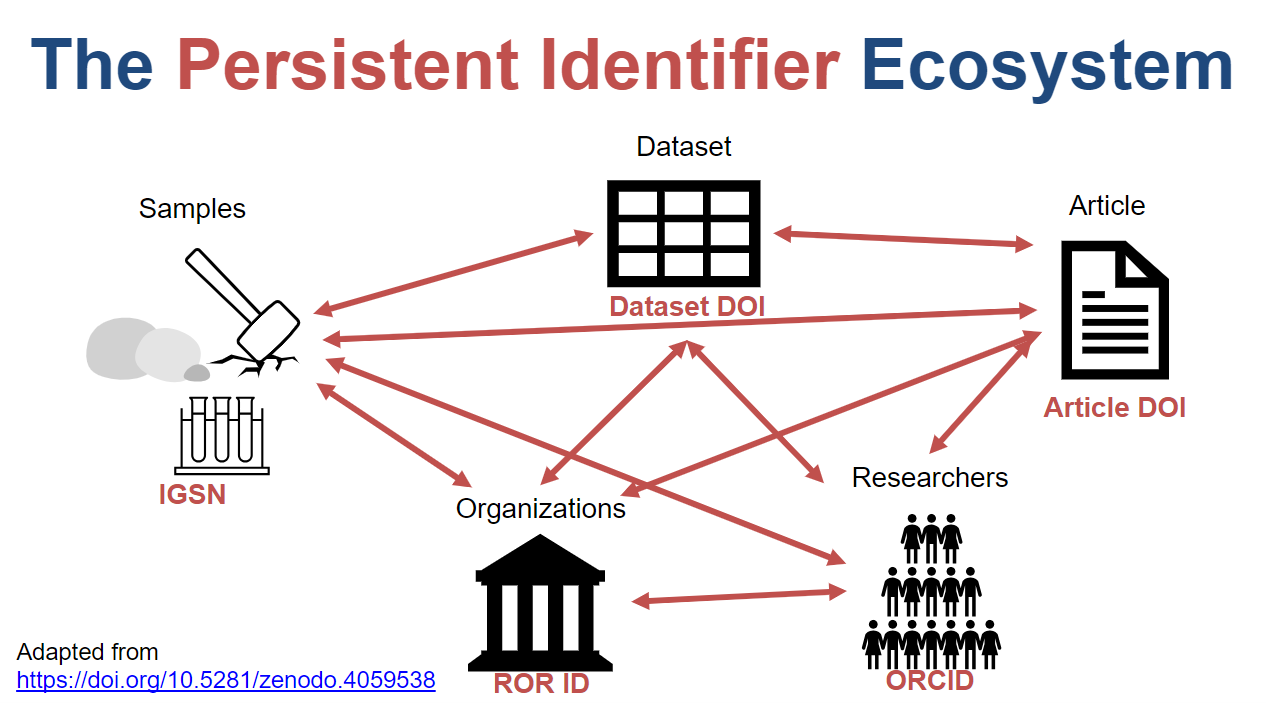 The Persistent Identifier Ecosystem
Dataset
Samples
Article
Dataset DOI
Article DOI
Researchers
IGSN
Organizations
Adapted from
https://doi.org/10.5281/zenodo.4059538
ROR ID
ORCID